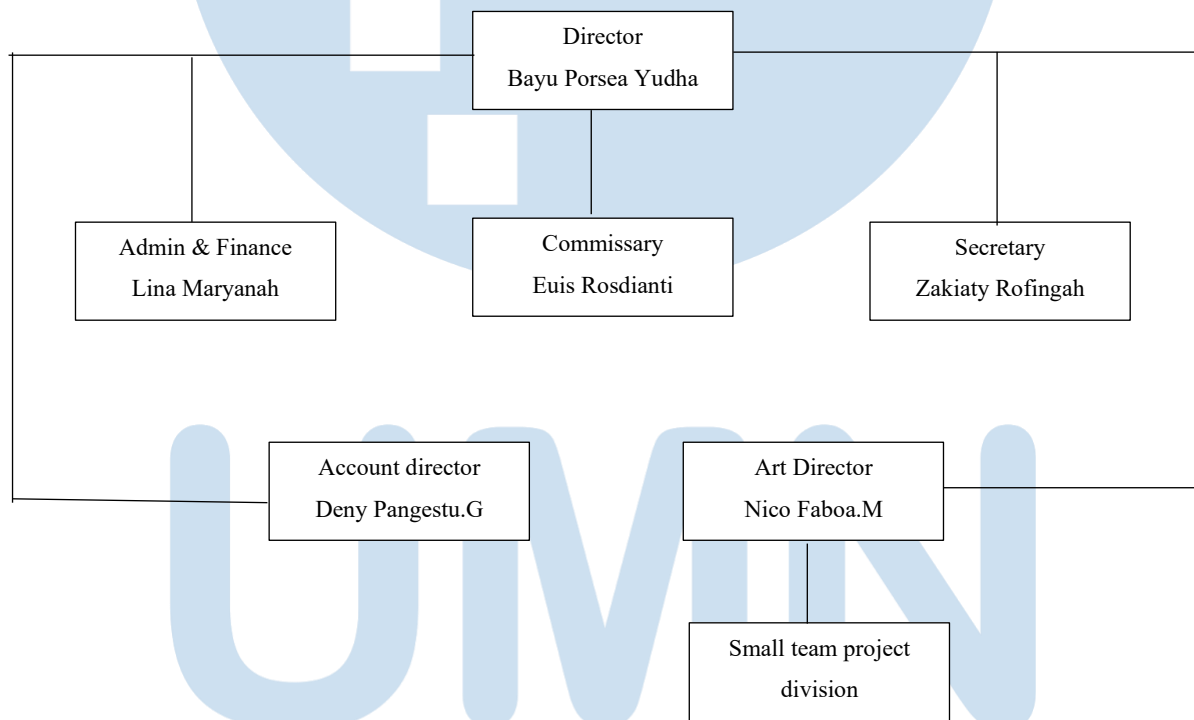 Director
Bayu Porsea Yudha
Admin & Finance
Lina Maryanah
Commissary
Euis Rosdianti
Secretary
Zakiaty Rofingah
Account director
Deny Pangestu.G
Art Director
Nico Faboa.M
Small team project
division
UMN